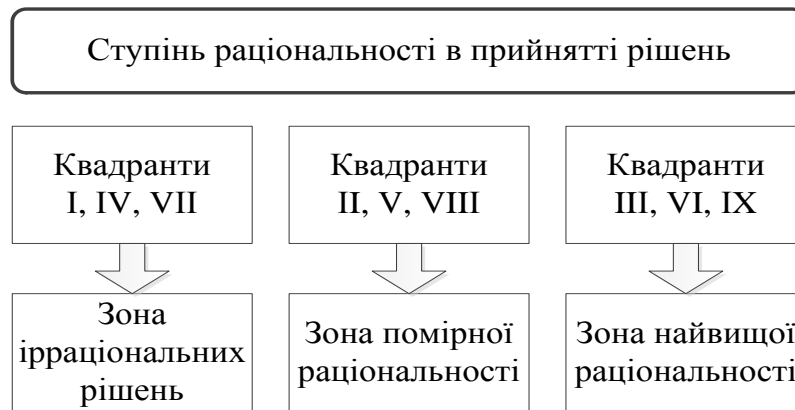 Ступінь раціональності в прийнятті рішень
Квадранти
I, IV, VII
Квадранти
II, V, VIII
Квадранти
III, VI, IX
Зона
ірраціональних
рішень
Зона помірної
раціональності
Зона найвищої
раціональності